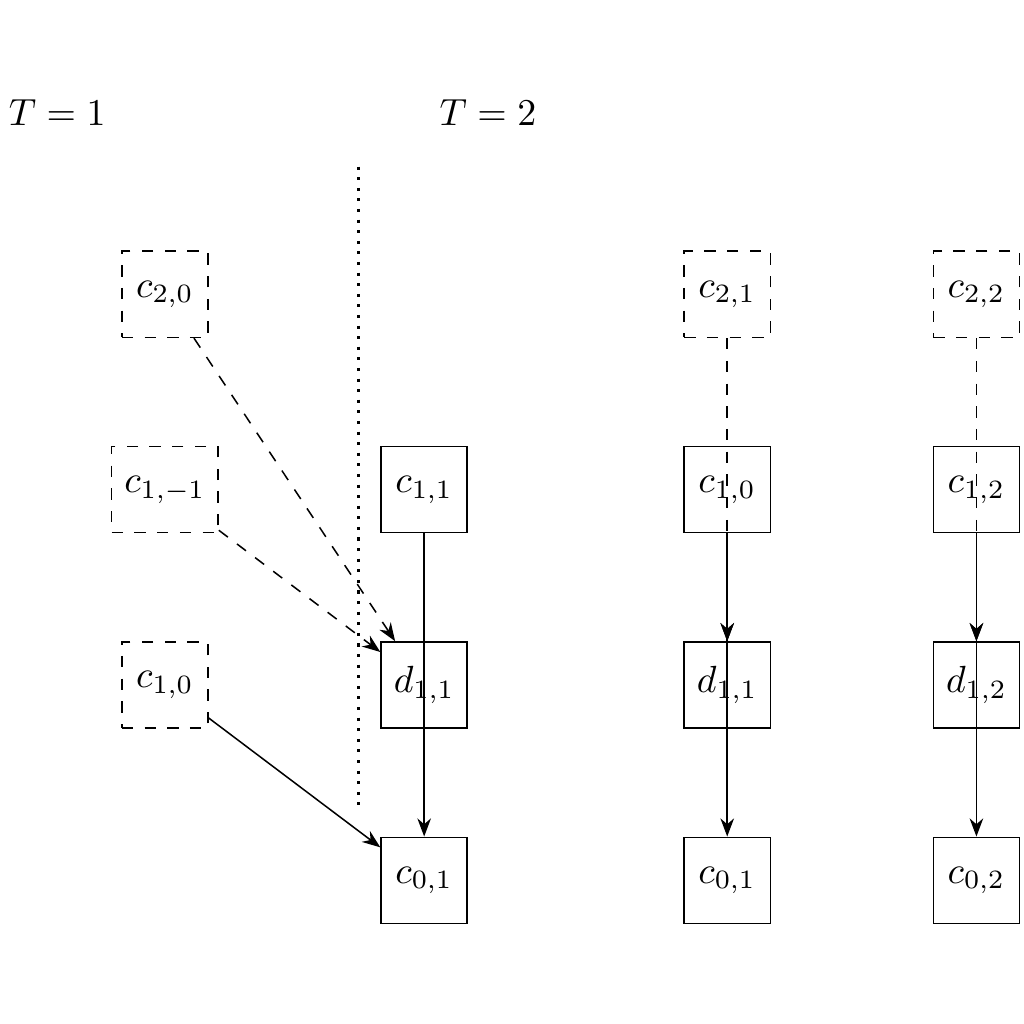 T = 1 T = 2
c_{2,0} c_{2,1} c_{2,2}
c_{1,-1} c_{1,1} c_{1,0} c_{1,2}
c_{1,0} d_{1,1} d_{1,1} d_{1,2}
c_{0,1} c_{0,1} c_{0,2}